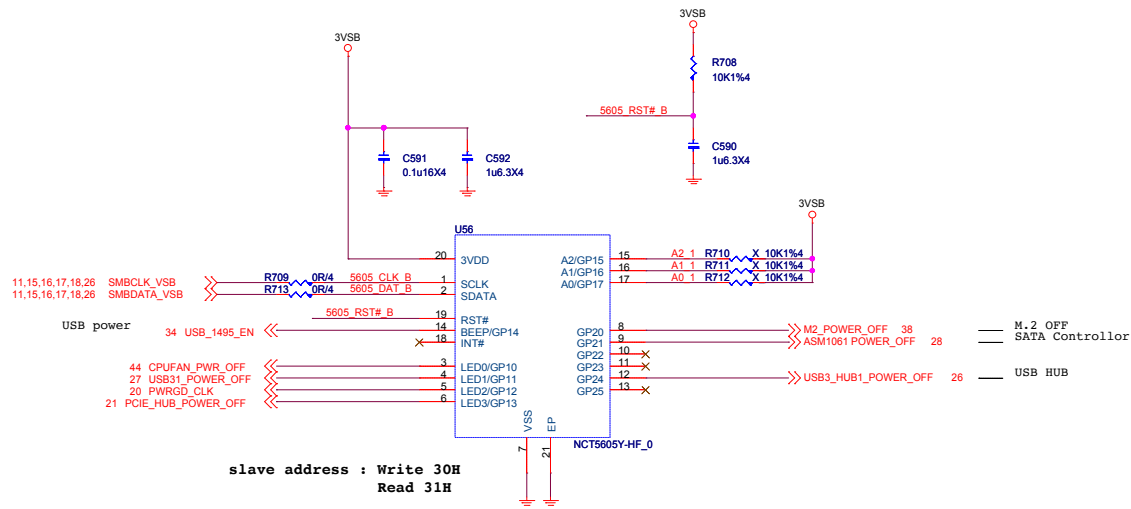 3VSB
3VSB
R708
10K1%4
5605_RST#_B
C591
0.1u16X4
C592
1u6.3X4
C590
1u6.3X4
3VSB
U56
20 3VDD
A2/GP15 15 A2_1 R710 X 10K1%4
A1/GP16 16 A1_1 R711 X 10K1%4
A0/GP17 17 A0_1 R712 X 10K1%4
11,15,16,17,18,26 SMBCLK_VSB R709 0R/4 5605_CLK_B 1 SCLK
11,15,16,17,18,26 SMBDATA_VSB R713 0R/4 5605_DAT_B 2 SDATA
5605_RST#_B 19 RST#
USB power
34 USB_1495_EN 14 BEEP/GP14
18 INT#
GP20 8 M2_POWER_OFF 38 M.2 OFF
GP21 9 ASM1061 POWER_OFF 28 SATA Controllor
GP22 10
GP23 11
GP24 12 USB3_HUB1_POWER_OFF 26 USB HUB
GP25 13
44 CPUFAN_PWR_OFF 3 LED0/GP10
27 USB31_POWER_OFF 4 LED1/GP11
20 PWRGD_CLK 5 LED2/GP12
21 PCIE_HUB_POWER_OFF 6 LED3/GP13
VSS
EP
7
21
NCT5605Y-HF_0
slave address : Write 30H
Read 31H